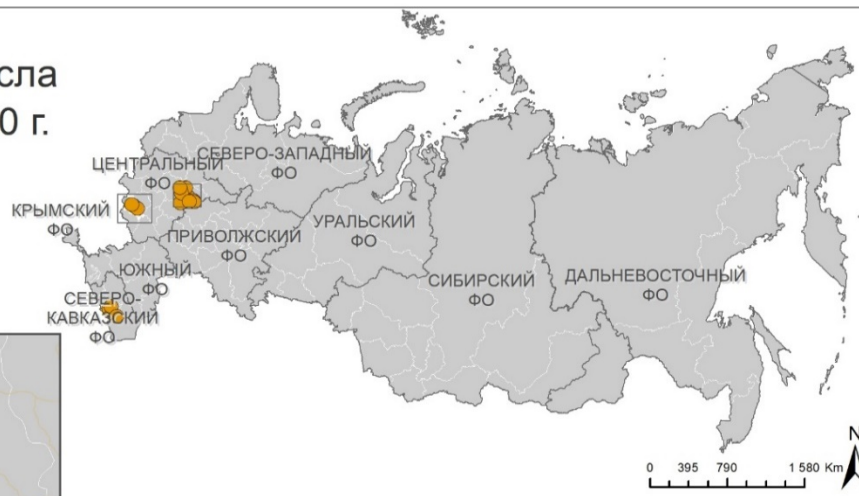 сла
0 г.
СЕВЕРО-ЗАПАДНЫЙ
ФО
ЦЕНТРАЛЬНЫЙ
ФО
КРЫМСКИЙ
ФО
УРАЛЬСКИЙ
ФО
ПРИВОЛЖСКИЙ
ФО
ЮЖНЫЙ
ФО
СИБИРСКИЙ
ФО
ДАЛЬНЕВОСТОЧНЫЙ
ФО
СЕВЕРО-
КАВКАЗСКИЙ
ФО
N
0 395 790 1 580 Km